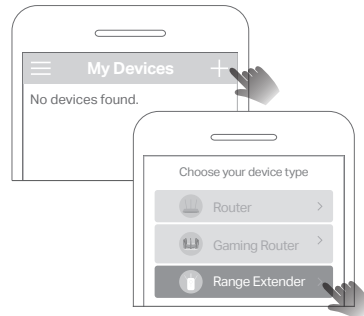 My Devices
No devices found.
Choose your device type
Router
Gaming Router
Range Extender